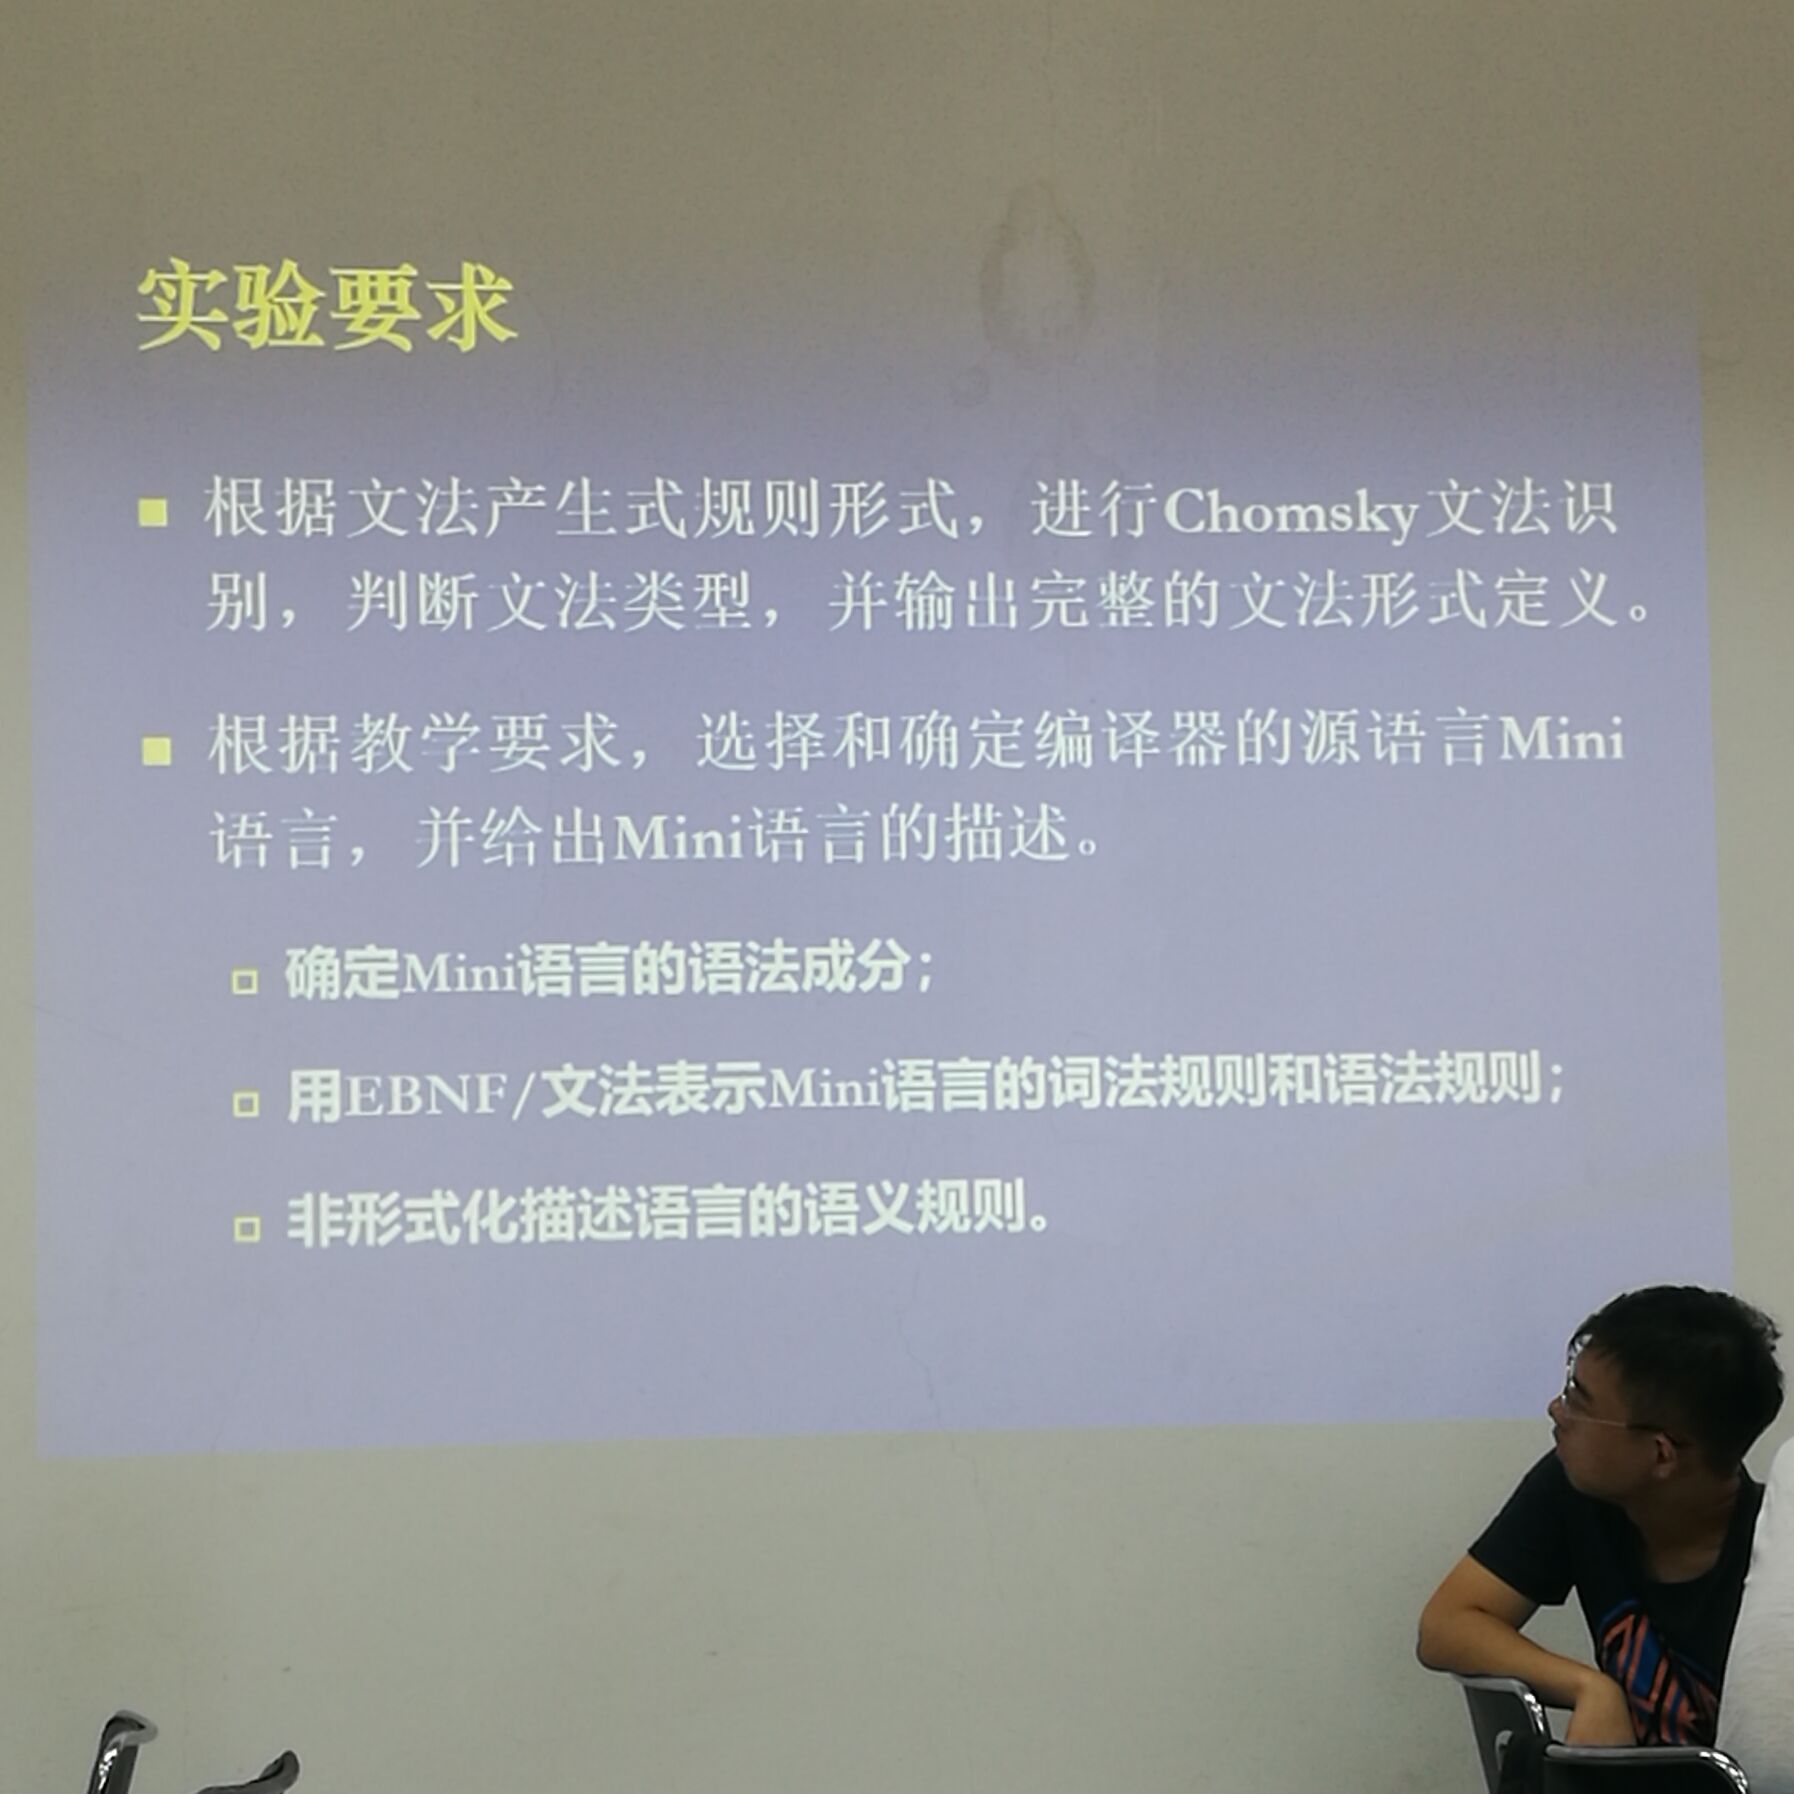 实验要求
根据文法产生式规则形式，进行Chomsky文法识
别，判断文法类型，并输出完整的文法形式定义。
根据教学要求，选择和确定编译器的源语言Mini
语言，并给出Mini语言的描述。
确定Mini语言的语法成分；
用EBNF/文法表示Mini语言的词法规则和语法规则；
非形式化描述语言的语义规则。